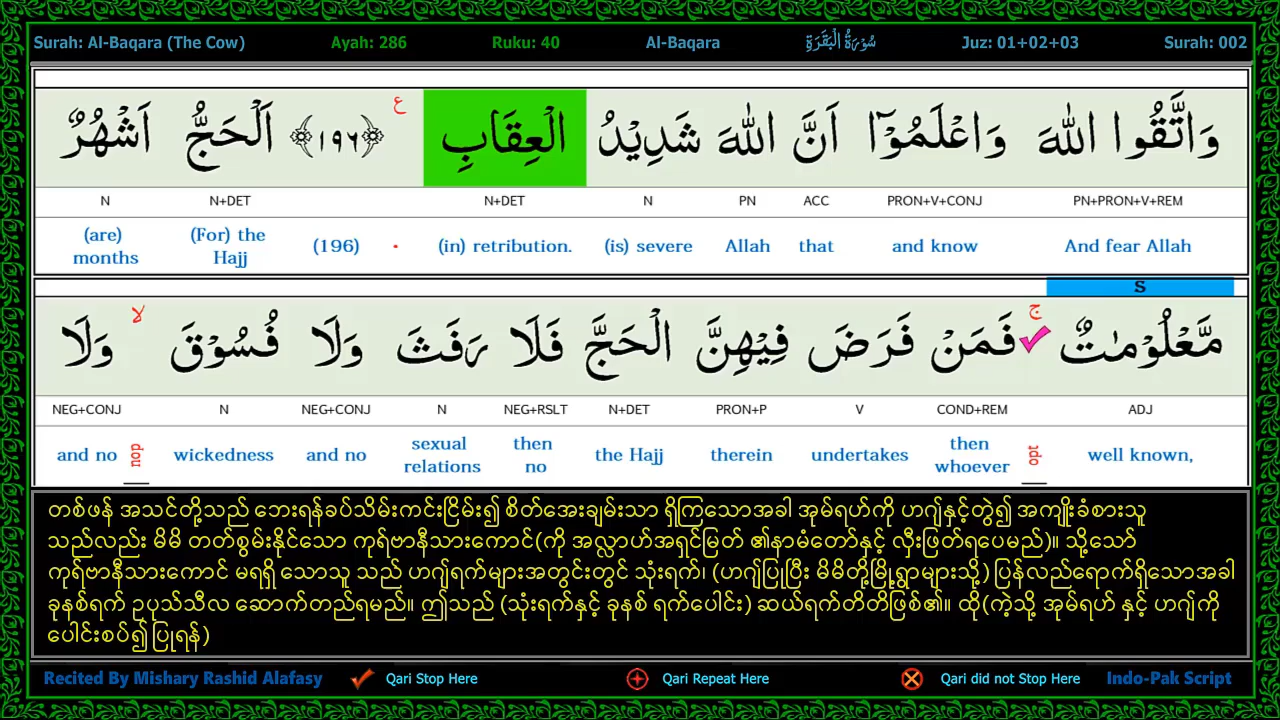 Surah: Al-Baqara (The Cow) Ayah: 286 Ruku: 40 Al-Baqara سُوْرَةُ الْبَقَرَةِ Juz: 01+02+03 Surah: 002
وَاتَّقُوا اللّٰهَ وَاعْلَمُوْٓا اَنَّ اللّٰهَ شَدِيْدُ الْعِقَابِ ع ﴿۱۹۶﴾ اَلْحَجُّ اَشْهُرٌ
N N+DET N+DET N PN ACC PRON+V+CONJ PN+PRON+V+REM
(are) months (For) the Hajj (196) (in) retribution. (is) severe Allah that and know And fear Allah
S
مَّعْلُوْمٰتٌ ج فَمَنْ فَرَضَ فِيْهِنَّ الْحَجَّ فَلَا رَفَثَ وَلَا فُسُوْقَ لا وَلَا
NEG+CONJ N NEG+CONJ N NEG+RSLT N+DET PRON+P V COND+REM ADJ
and no nop wickedness and no sexual relations then no the Hajj therein undertakes then whoever opt well known,
တစ်ဖန် အသင်တို့သည် ဘေးရန်ခပ်သိမ်းကင်းငြိမ်း၍ စိတ်အေးချမ်းသာ ရှိကြသောအခါ အုမ်ရဟ်ကို ဟဂျ်နှင့်တွဲ၍ အကျိုးခံစားသူ
သည်လည်း မိမိ တတ်စွမ်းနိုင်သော ကုရ်ဗာနီသားကောင်(ကို အလ္လာဟ်အရှင်မြတ် ၏နာမံတော်နှင့် လှီးဖြတ်ရပေမည်)။ သို့သော်
ကုရ်ဗာနီသားကောင် မရရှိ သောသူ သည် ဟဂျ်ရက်များအတွင်းတွင် သုံးရက်၊ (ဟဂျ်ပြုပြီး မိမိတို့မြို့ရွာများသို့) ပြန်လည်ရောက်ရှိသောအခါ
ခုနစ်ရက် ဥပုသ်သီလ ဆောက်တည်ရမည်။ ဤသည် (သုံးရက်နှင့် ခုနစ် ရက်ပေါင်း) ဆယ်ရက်တိတိဖြစ်၏။ ထို(ကဲ့သို့ အုမ်ရဟ် နှင့် ဟဂျ်ကို
ပေါင်းစပ်၍ ပြုရန်)
Recited By Mishary Rashid Alafasy Qari Stop Here Qari Repeat Here Qari did not Stop Here Indo-Pak Script